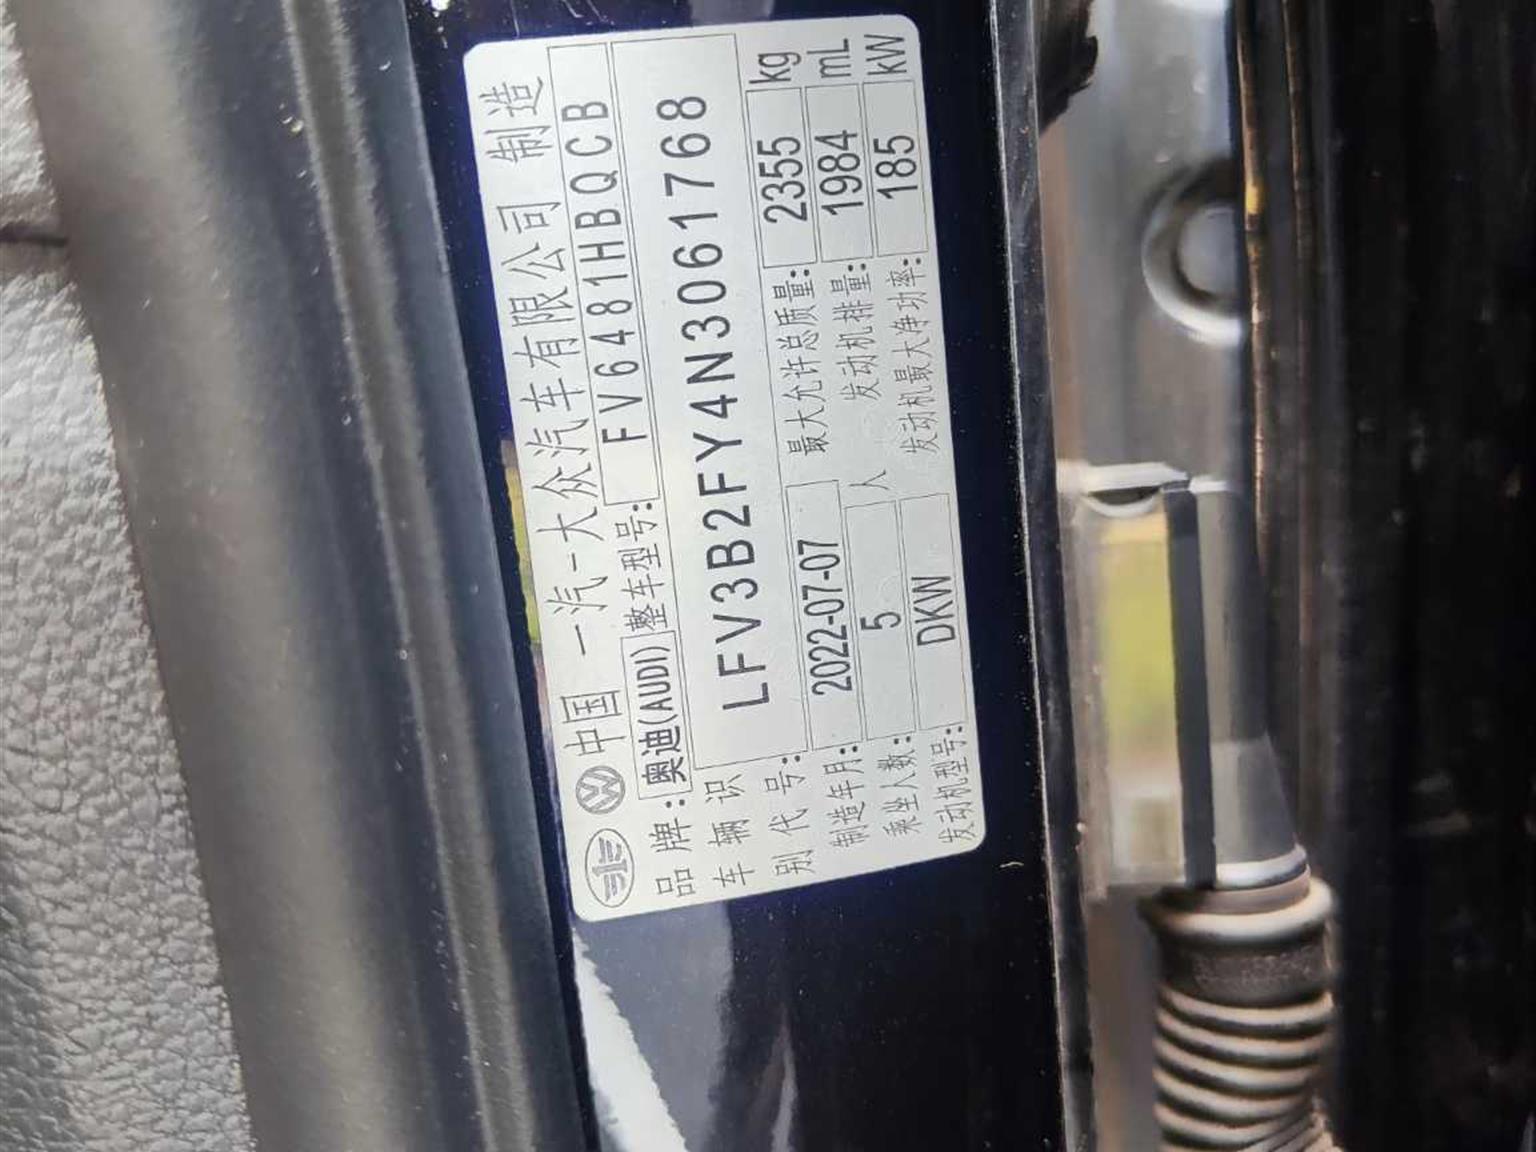 中国 一汽-大众汽车有限公司 制造
品牌:奥迪(AUDI) 整车型号: FV6481HBQCB
车辆识别代号: LFV3B2FY4N3061768
制造年月: 2022-07-07 最大允许总质量: 2355 kg
乘坐人数: 5 人 发动机排量: 1984 mL
发动机型号: DKW 发动机最大净功率: 185 kW